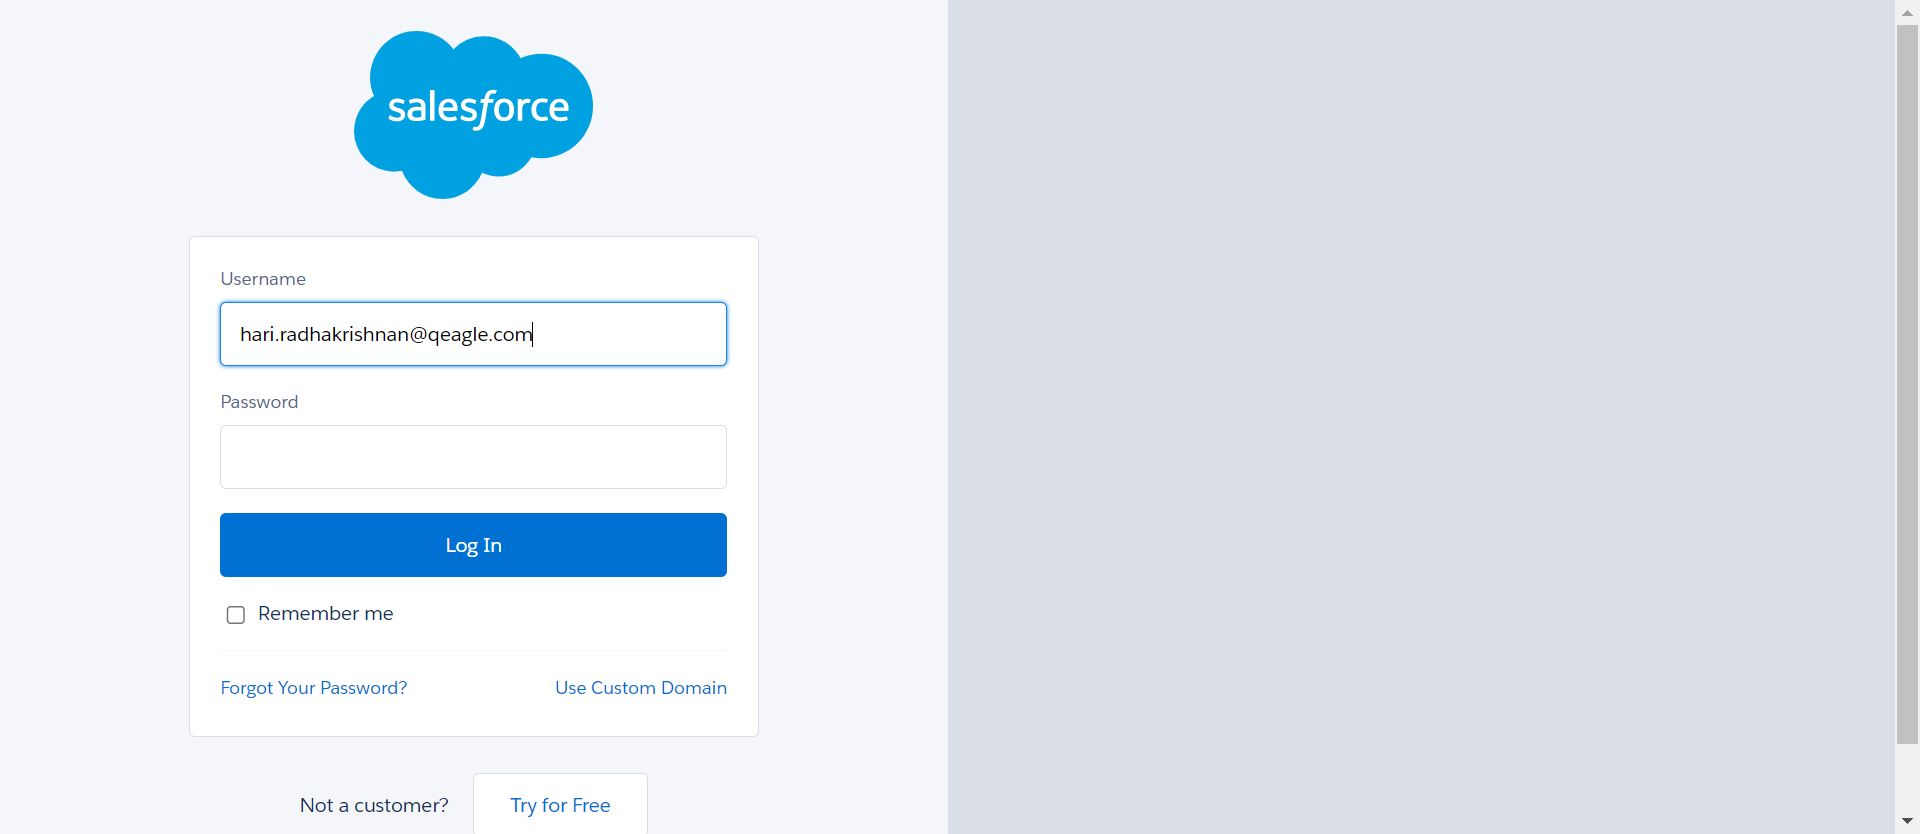 salesforce
Username
hari.radhakrishnan@qeagle.com
Password
Log In
Remember me
Forgot Your Password?
Use Custom Domain
Not a customer?
Try for Free